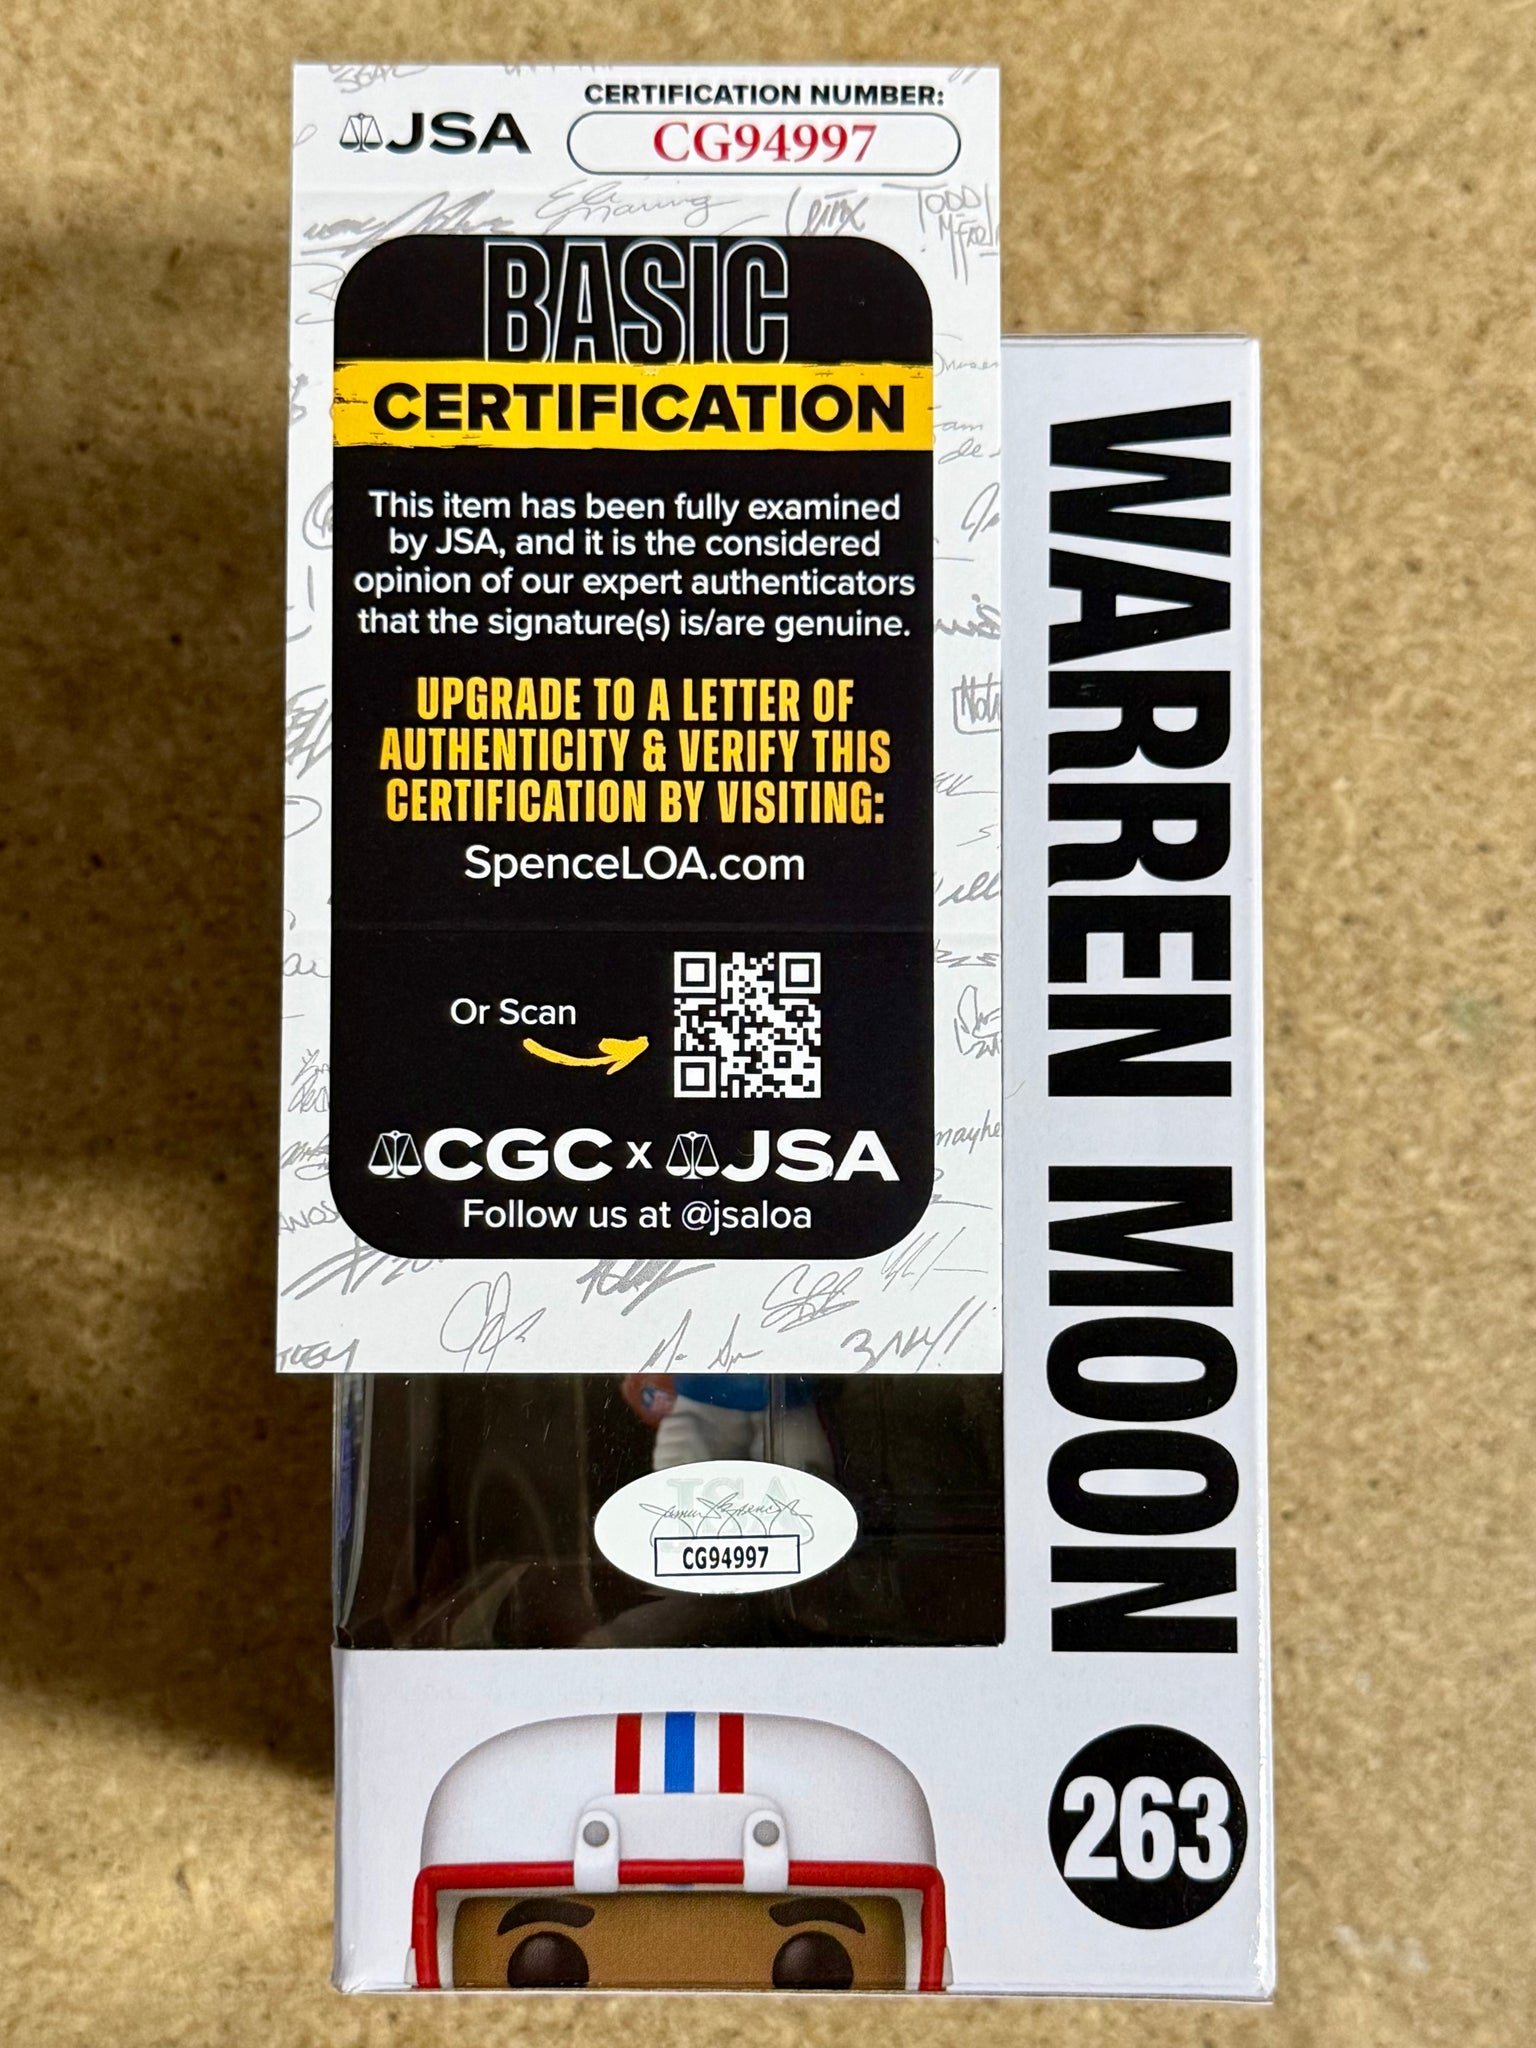 JSA
CERTIFICATION NUMBER:
CG94997
BASIC
CERTIFICATION
This item has been fully examined
by JSA, and it is the considered
opinion of our expert authenticators
that the signature(s) is/are genuine.
UPGRADE TO A LETTER OF
AUTHENTICITY & VERIFY THIS
CERTIFICATION BY VISITING:
SpenceLOA.com
Or Scan
CGC x JSA
Follow us at @jsaloa
JSA
CG94997
WARREN MOON
263